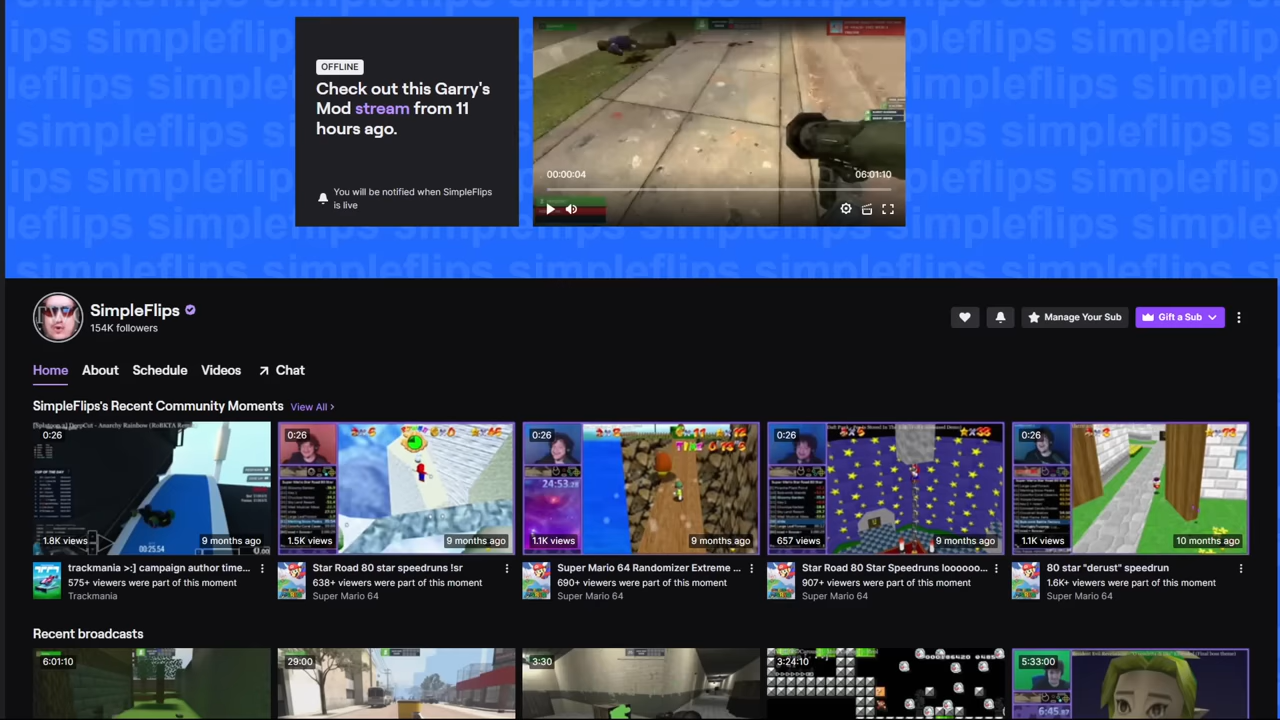 simpleflips
OFFLINE
Check out this Garry's
Mod stream from 11
hours ago.
You will be notified when SimpleFlips
is live
00:00:04
06:01:10
SimpleFlips
154K followers
Manage Your Sub
Gift a Sub
Home
About
Schedule
Videos
Chat
SimpleFlips's Recent Community Moments
View All
0:26
1.8K views
9 months ago
0:26
1.5K views
9 months ago
0:26
24:53
1.1K views
9 months ago
0:26
657 views
9 months ago
0:26
1.1K views
10 months ago
trackmania >:] campaign author time...
575+ viewers were part of this moment
Trackmania
Star Road 80 star speedruns !sr
638+ viewers were part of this moment
Super Mario 64
Super Mario 64 Randomizer Extreme ...
690+ viewers were part of this moment
Super Mario 64
Star Road 80 Star Speedruns loooooo...
907+ viewers were part of this moment
Super Mario 64
80 star "derust" speedrun
1.6K+ viewers were part of this moment
Super Mario 64
Recent broadcasts
6:01:10
29:00
3:30
3:24:10
5:33:00